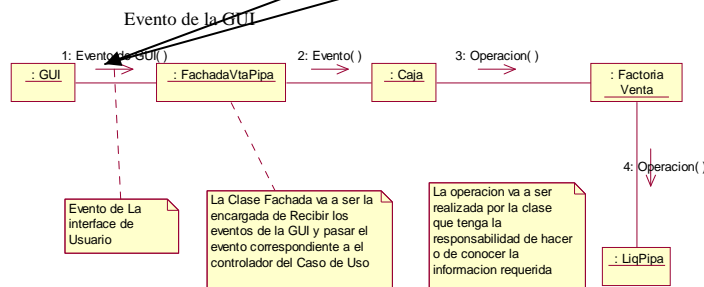 Evento de la GUI
1: Evento de GUI( )
2: Evento( )
3: Operacion( )
: GUI
: FachadaVtaPipa
: Caja
: Factoria
Venta
4: Operacion( )
Evento de La
interface de
Usuario
La Clase Fachada va a ser la
encargada de Recibir los
eventos de la GUI y pasar el
evento correspondiente a el
controlador del Caso de Uso
La operacion va a ser
realizada por la clase
que tenga la
responsabilidad de hacer
o de conocer la
informacion requerida
: LiqPipa